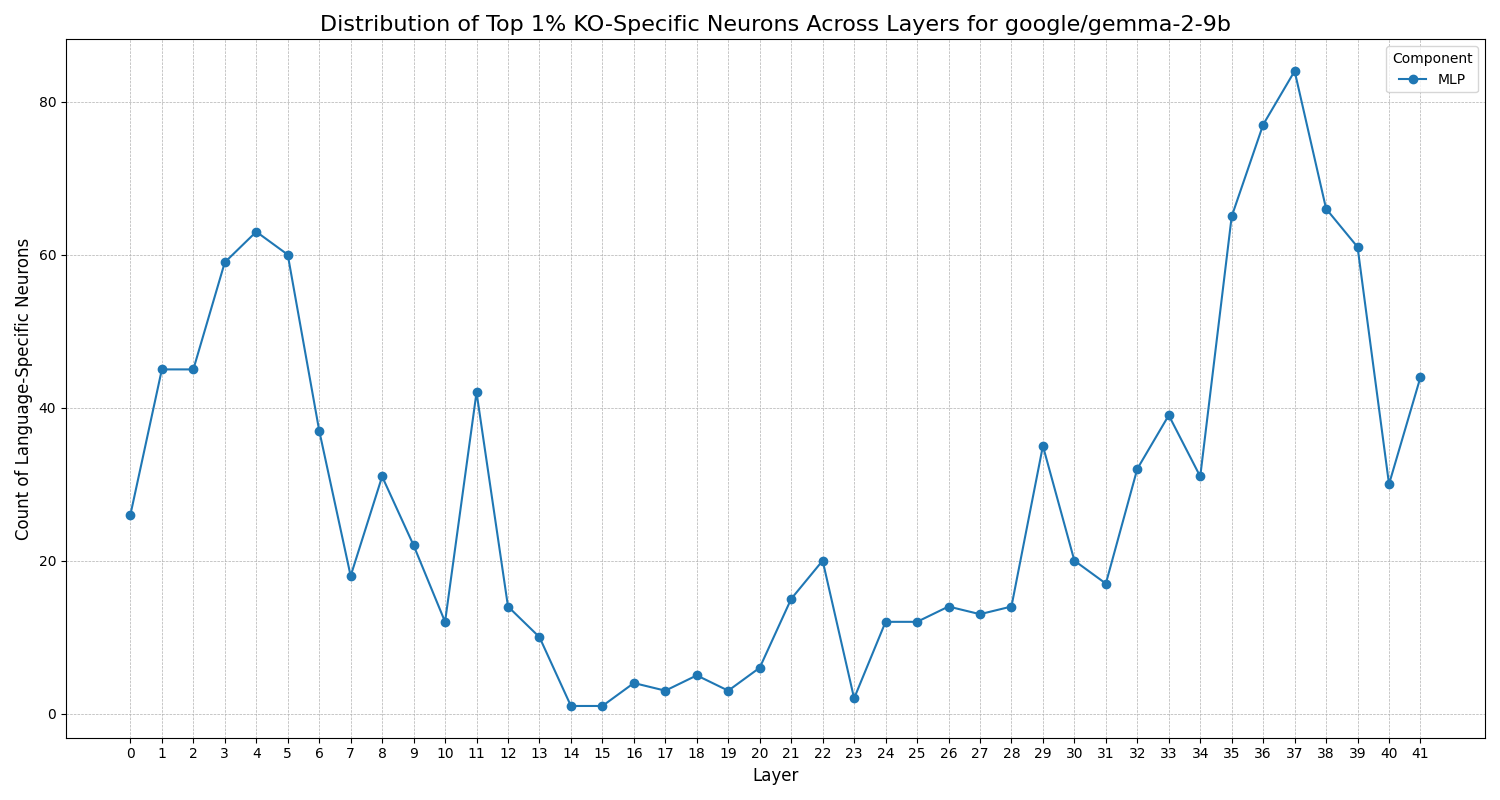 Distribution of Top 1% KO-Specific Neurons Across Layers for google/gemma-2-9b
Component
MLP
Count of Language-Specific Neurons
80
60
40
20
0
0 1 2 3 4 5 6 7 8 9 10 11 12 13 14 15 16 17 18 19 20 21 22 23 24 25 26 27 28 29 30 31 32 33 34 35 36 37 38 39 40 41
Layer